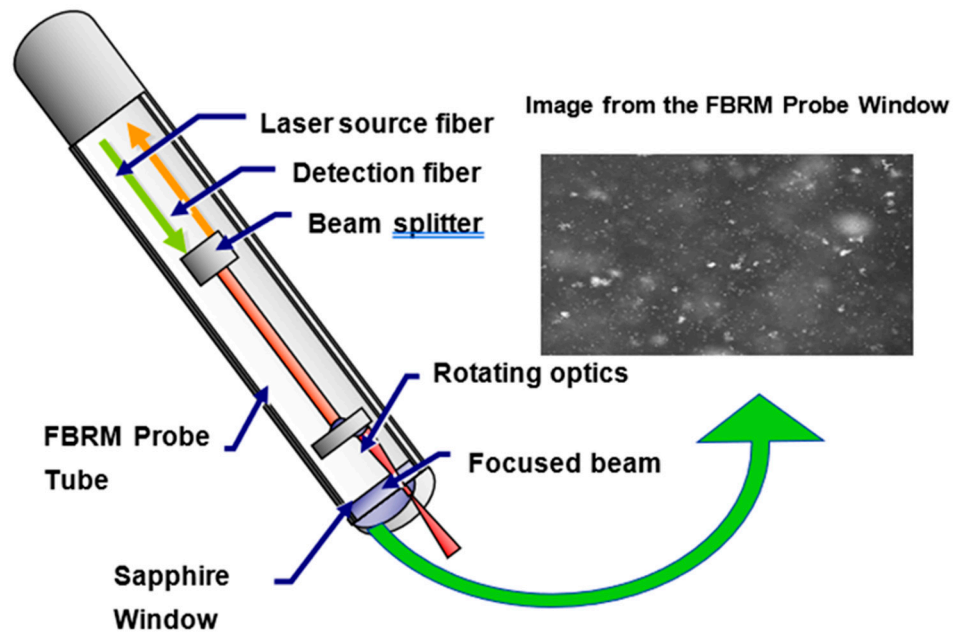 Image from the FBRM Probe Window
Laser source fiber
Detection fiber
Beam splitter
Rotating optics
FBRM Probe
Tube
Focused beam
Sapphire
Window